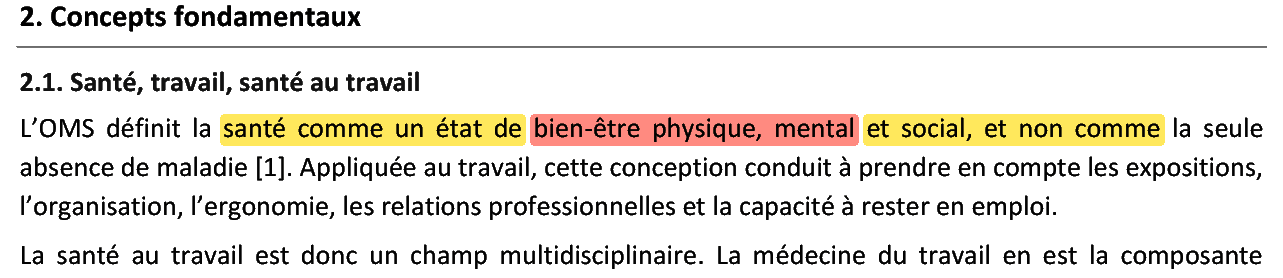 2. Concepts fondamentaux
2.1. Santé, travail, santé au travail
L’OMS définit la santé comme un état de bien-être physique, mental et social, et non comme la seule
absence de maladie [1]. Appliquée au travail, cette conception conduit à prendre en compte les expositions,
l’organisation, l’ergonomie, les relations professionnelles et la capacité à rester en emploi.
La santé au travail est donc un champ multidisciplinaire. La médecine du travail en est la composante